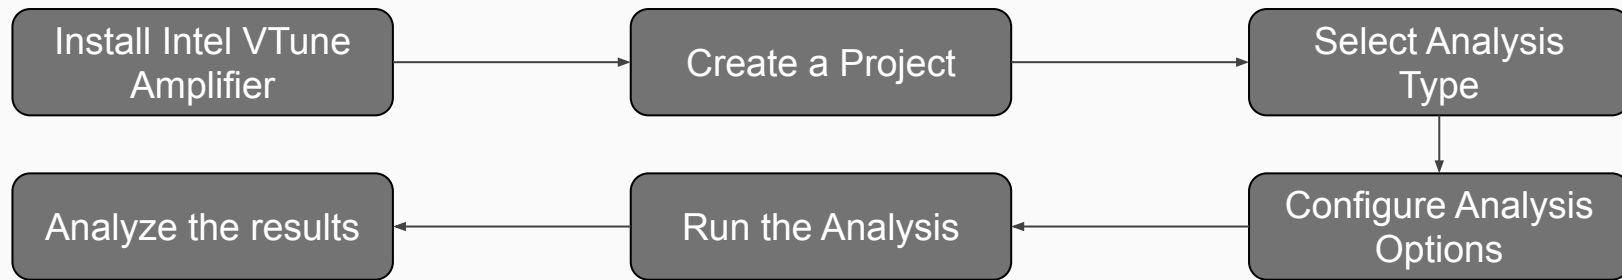 Install Intel VTune
Amplifier
Create a Project
Select Analysis
Type
Configure Analysis
Options
Run the Analysis
Analyze the results